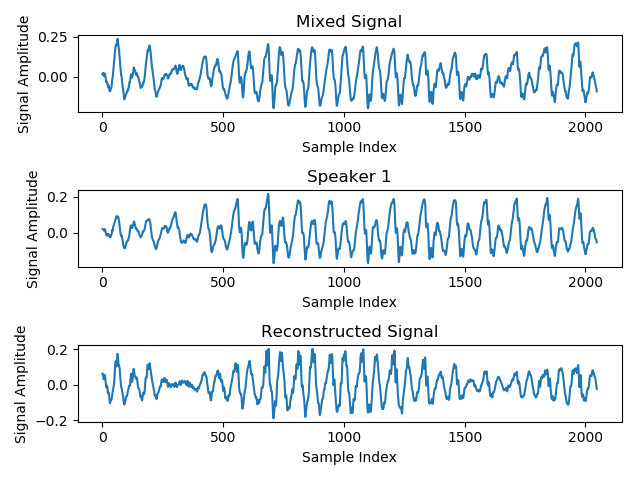 Mixed Signal
Signal Amplitude
0.25
0.00
0 500 1000 1500 2000
Sample Index
Speaker 1
Signal Amplitude
0.2
0.0
0 500 1000 1500 2000
Sample Index
Reconstructed Signal
Signal Amplitude
0.2
0.0
−0.2
0 500 1000 1500 2000
Sample Index